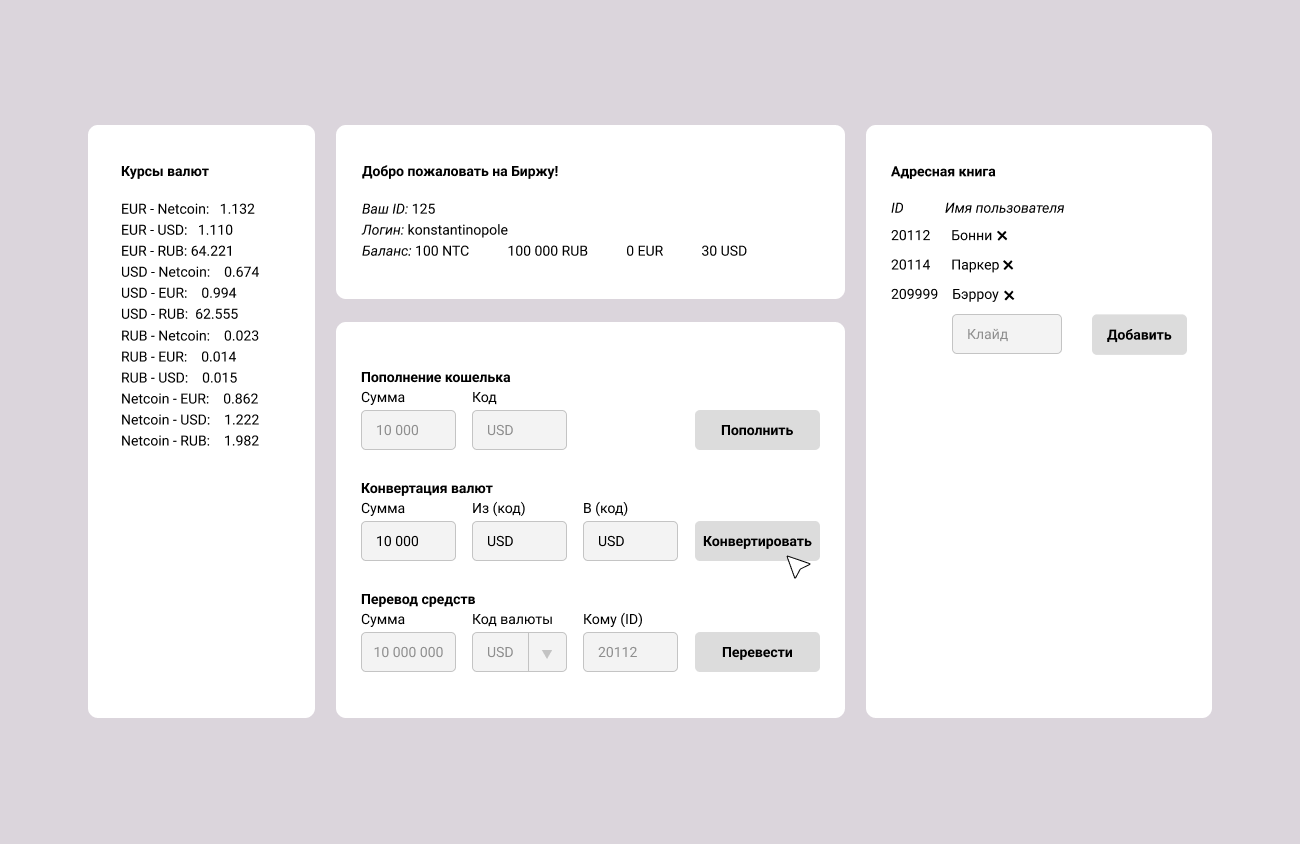 Курсы валют
EUR - Netcoin: 1.132
EUR - USD: 1.110
EUR - RUB: 64.221
USD - Netcoin: 0.674
USD - EUR: 0.994
USD - RUB: 62.555
RUB - Netcoin: 0.023
RUB - EUR: 0.014
RUB - USD: 0.015
Netcoin - EUR: 0.862
Netcoin - USD: 1.222
Netcoin - RUB: 1.982
Добро пожаловать на Биржу!
Ваш ID: 125
Логин: konstantinopole
Баланс: 100 NTC 100 000 RUB 0 EUR 30 USD
Пополнение кошелька
Сумма Код
10 000 USD Пополнить
Конвертация валют
Сумма Из (код) В (код)
10 000 USD USD Конвертировать
Перевод средств
Сумма Код валюты Кому (ID)
10 000 000 USD 20112 Перевести
Адресная книга
ID Имя пользователя
20112 Бонни
20114 Паркер
209999 Бэрроу
Клайд Добавить